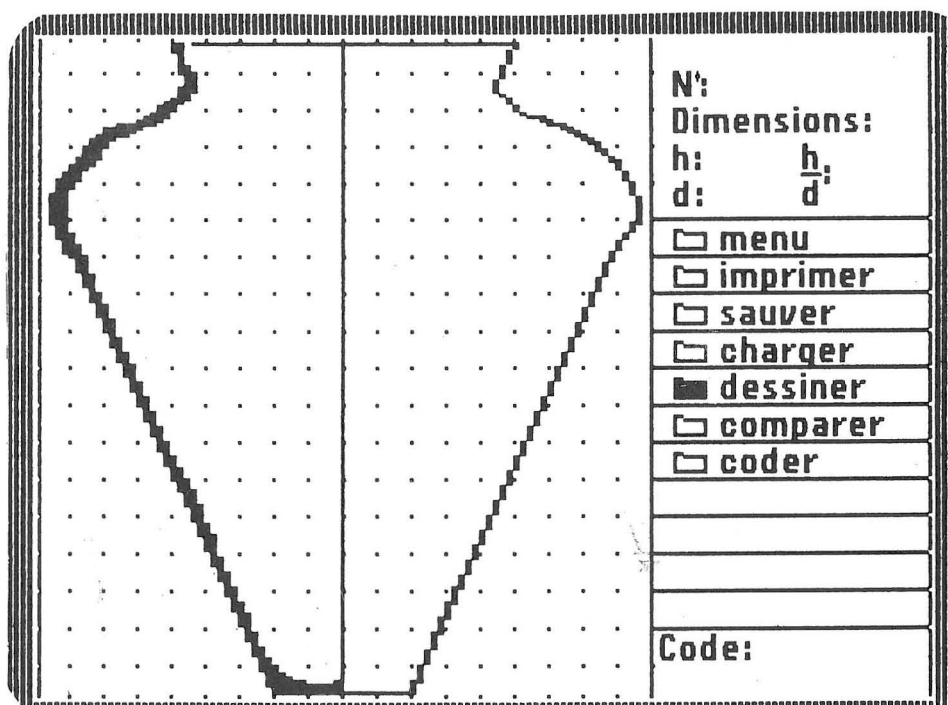 N°:
Dimensions:
h: h/d:
d:
menu
imprimer
sauver
charger
dessiner
comparer
coder
Code: